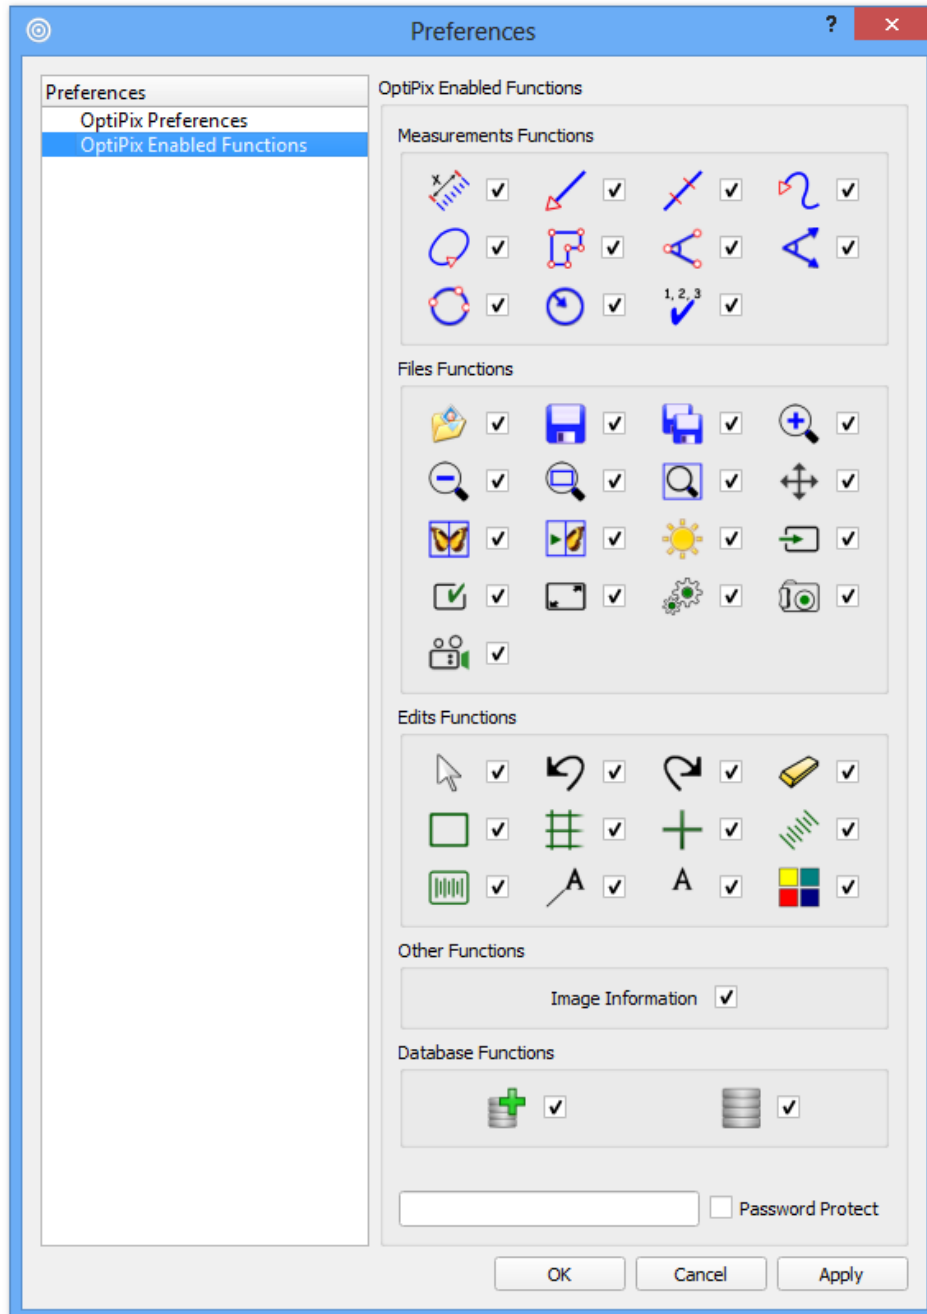 Preferences
?
Preferences
OptiPix Preferences
OptiPix Enabled Functions
OptiPix Enabled Functions
Measurements Functions
x
1, 2, 3
Files Functions
Edits Functions
A
A
Other Functions
Image Information
Database Functions
Password Protect
OK
Cancel
Apply